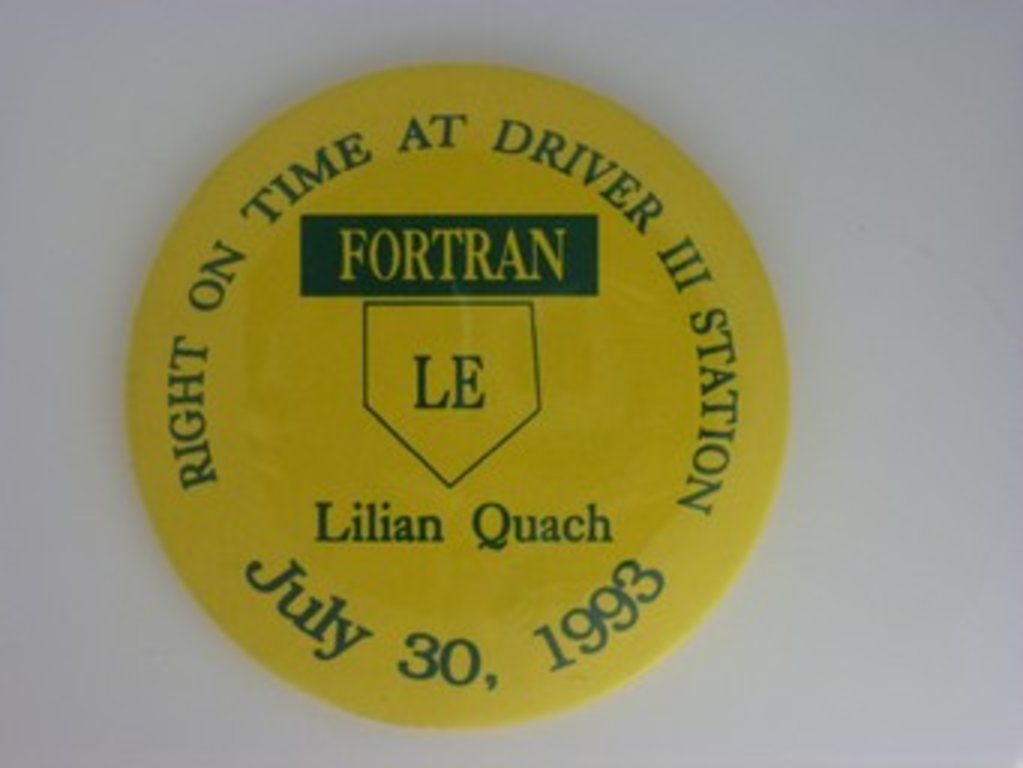 RIGHT ON TIME AT DRIVER III STATION
FORTRAN
LE
Lilian Quach
July 30, 1993